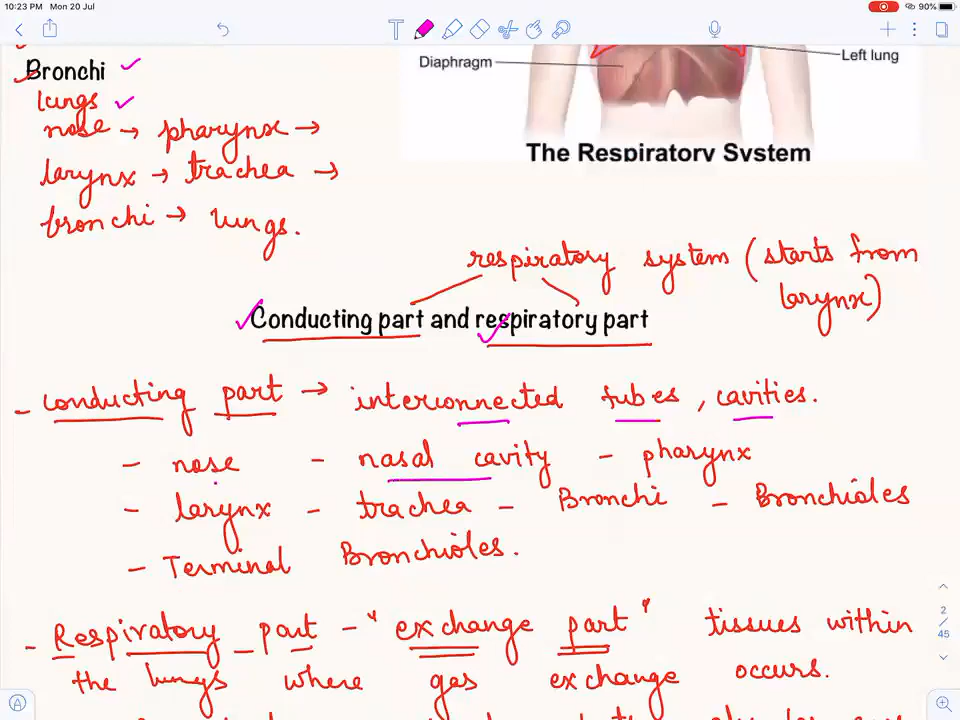 10:23 PM Mon 20 Jul
90%
Bronchi
lungs
nose → pharynx →
larynx → trachea →
bronchi → lungs.
Diaphragm
Left lung
The Respiratory System
respiratory system (starts from
larynx)
Conducting part and respiratory part
- conducting part → interconnected tubes, cavities.
- nose - nasal cavity - pharynx
- larynx - trachea - Bronchi - Bronchioles
- Terminal Bronchioles.
- Respiratory part - "exchange part" tissues within
the lungs where gas exchange occurs.
2
/
45